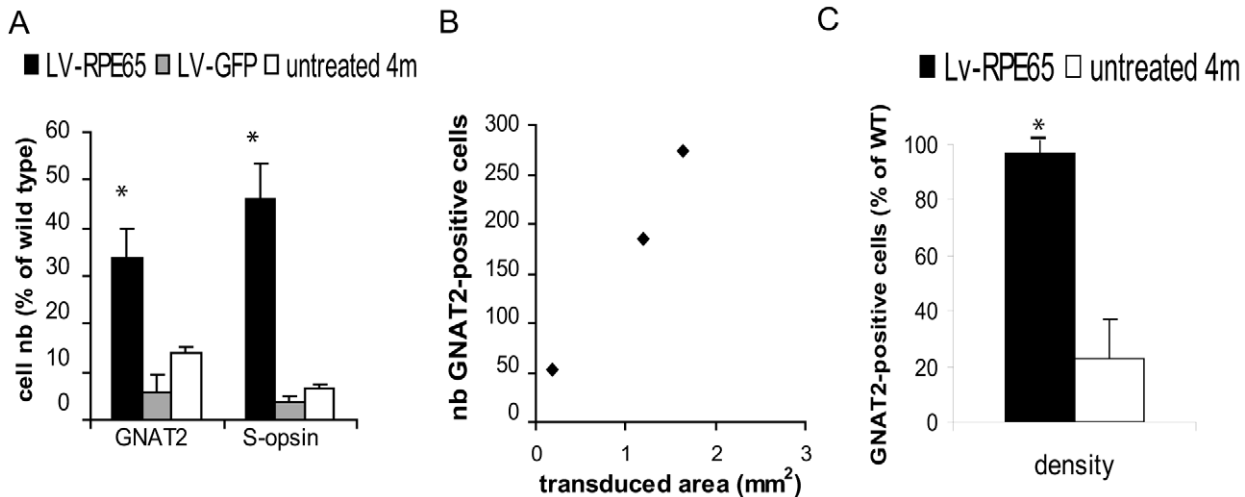 A
LV-RPE65 LV-GFP untreated 4m
cell nb (% of wild type)
60
50
40
30
20
10
0
*
*
GNAT2 S-opsin
B
nb GNAT2-positive cells
300
250
200
150
100
50
0
0 1 2 3
transduced area (mm²)
C
Lv-RPE65 untreated 4m
GNAT2-positive cells (% of WT)
100
80
60
40
20
0
*
density